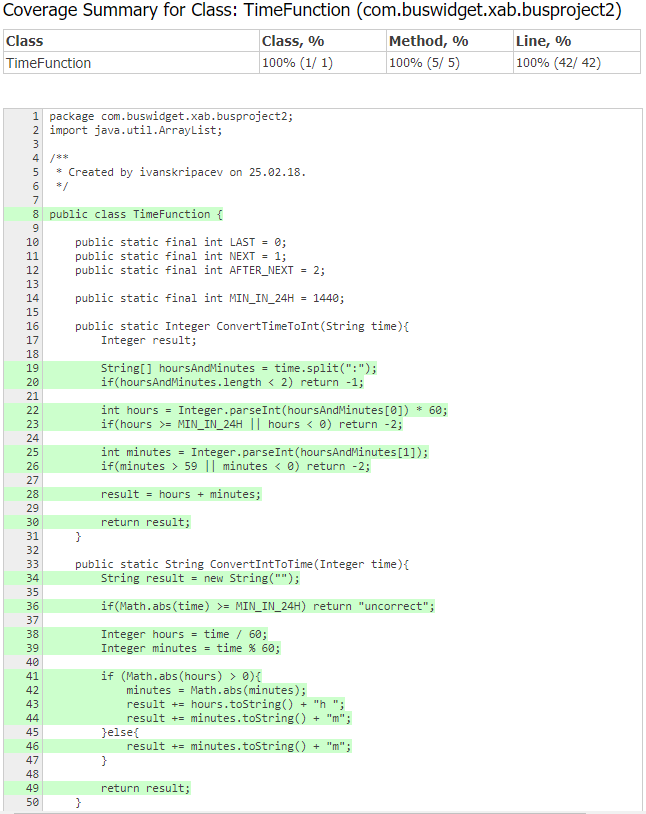 Coverage Summary for Class: TimeFunction (com.buswidget.xab.busproject2)
Class Class, % Method, % Line, %
TimeFunction 100% (1/ 1) 100% (5/ 5) 100% (42/ 42)
1 package com.buswidget.xab.busproject2;
2 import java.util.ArrayList;
3
4 /**
5 * Created by ivanskripacev on 25.02.18.
6 */
7
8 public class TimeFunction {
9
10 public static final int LAST = 0;
11 public static final int NEXT = 1;
12 public static final int AFTER_NEXT = 2;
13
14 public static final int MIN_IN_24H = 1440;
15
16 public static Integer ConvertTimeToInt(String time){
17 Integer result;
18
19 String[] hoursAndMinutes = time.split(":");
20 if(hoursAndMinutes.length < 2) return -1;
21
22 int hours = Integer.parseInt(hoursAndMinutes[0]) * 60;
23 if(hours >= MIN_IN_24H || hours < 0) return -2;
24
25 int minutes = Integer.parseInt(hoursAndMinutes[1]);
26 if(minutes > 59 || minutes < 0) return -2;
27
28 result = hours + minutes;
29
30 return result;
31 }
32
33 public static String ConvertIntToTime(Integer time){
34 String result = new String("");
35
36 if(Math.abs(time) >= MIN_IN_24H) return "uncorrect";
37
38 Integer hours = time / 60;
39 Integer minutes = time % 60;
40
41 if (Math.abs(hours) > 0){
42 minutes = Math.abs(minutes);
43 result += hours.toString() + "h ";
44 result += minutes.toString() + "m";
45 }else{
46 result += minutes.toString() + "m";
47 }
48
49 return result;
50 }